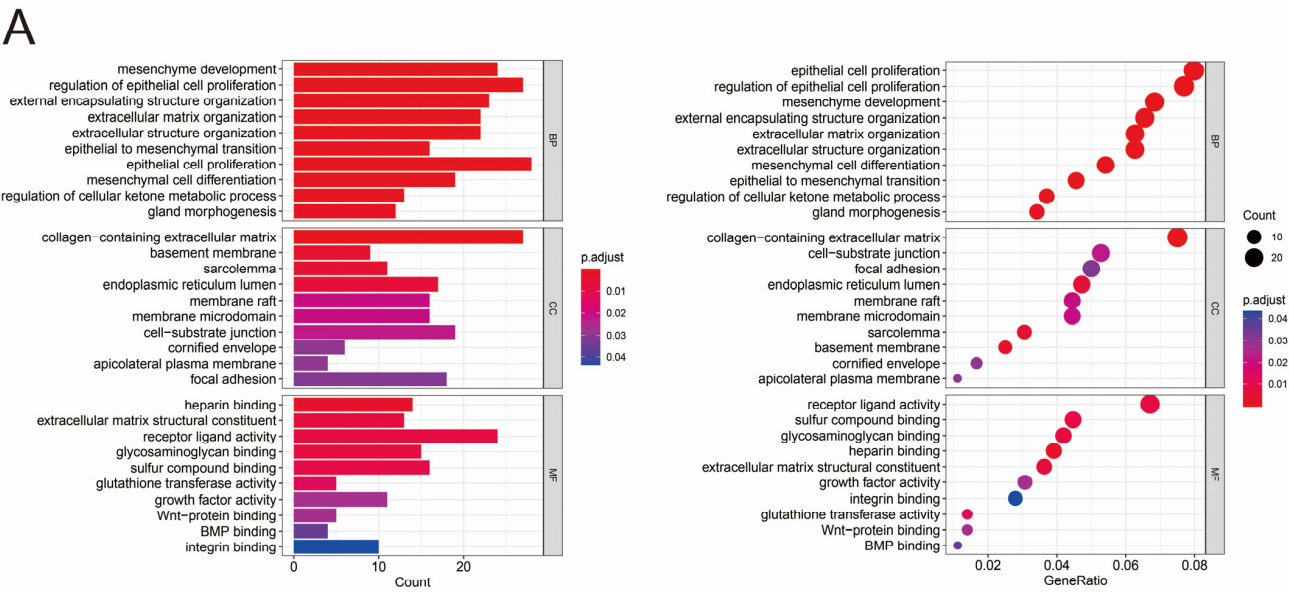 A
mesenchyme development
regulation of epithelial cell proliferation
external encapsulating structure organization
extracellular matrix organization
extracellular structure organization
epithelial to mesenchymal transition
epithelial cell proliferation
mesenchymal cell differentiation
regulation of cellular ketone metabolic process
gland morphogenesis
BP
collagen−containing extracellular matrix
basement membrane
sarcolemma
endoplasmic reticulum lumen
membrane raft
membrane microdomain
cell−substrate junction
cornified envelope
apicolateral plasma membrane
focal adhesion
CC
heparin binding
extracellular matrix structural constituent
receptor ligand activity
glycosaminoglycan binding
sulfur compound binding
glutathione transferase activity
growth factor activity
Wnt−protein binding
BMP binding
integrin binding
MF
0 10 20
Count
p.adjust
0.01
0.02
0.03
0.04
epithelial cell proliferation
regulation of epithelial cell proliferation
mesenchyme development
external encapsulating structure organization
extracellular matrix organization
extracellular structure organization
mesenchymal cell differentiation
epithelial to mesenchymal transition
regulation of cellular ketone metabolic process
gland morphogenesis
BP
collagen−containing extracellular matrix
cell−substrate junction
focal adhesion
endoplasmic reticulum lumen
membrane raft
membrane microdomain
sarcolemma
basement membrane
cornified envelope
apicolateral plasma membrane
CC
receptor ligand activity
sulfur compound binding
glycosaminoglycan binding
heparin binding
extracellular matrix structural constituent
growth factor activity
integrin binding
glutathione transferase activity
Wnt−protein binding
BMP binding
MF
0.02 0.04 0.06 0.08
GeneRatio
Count
10
20
p.adjust
0.04
0.03
0.02
0.01